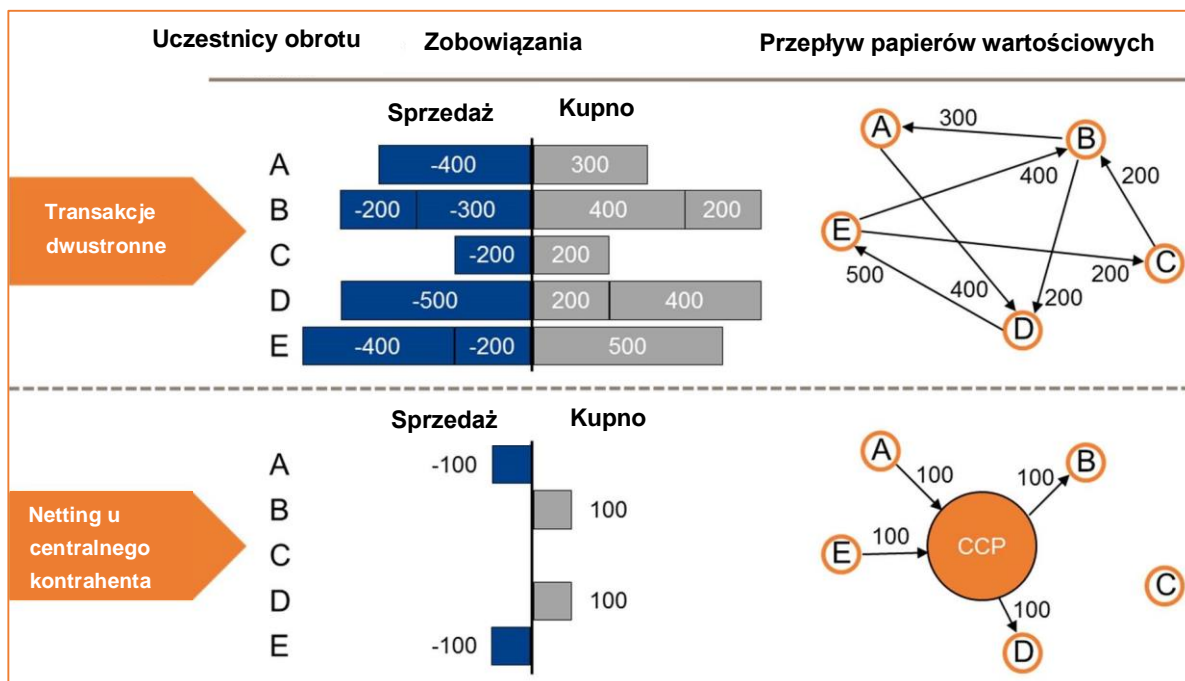 Uczestnicy obrotu Zobowiązania Przepływ papierów wartościowych
Sprzedaż Kupno
Transakcje
dwustronne
A -400 300
B -200 -300 400 200
C -200 200
D -500 200 400
E -400 -200 500
A 300 B
400 200
E C
500 400 200 200
D
Sprzedaż Kupno
Netting u
centralnego
kontrahenta
A -100
B 100
C
D 100
E -100
A B
100 100
E 100 CCP
C
100
D